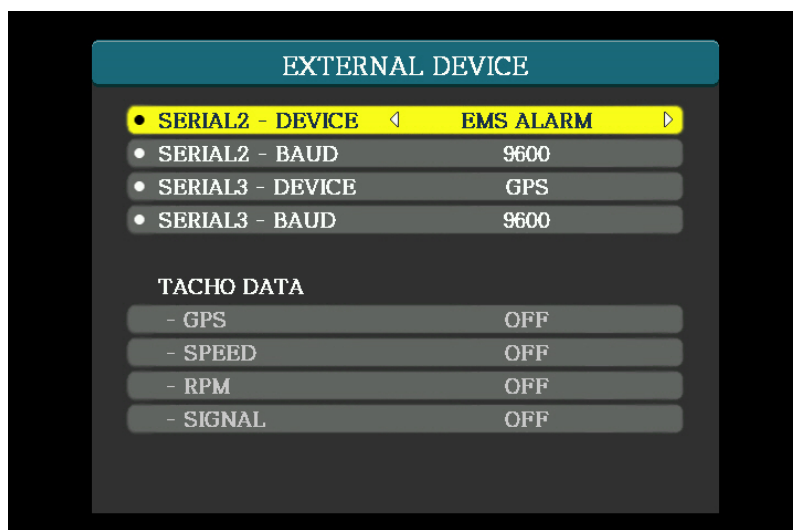 EXTERNAL DEVICE
SERIAL2 - DEVICE EMS ALARM
SERIAL2 - BAUD 9600
SERIAL3 - DEVICE GPS
SERIAL3 - BAUD 9600
TACHO DATA
- GPS OFF
- SPEED OFF
- RPM OFF
- SIGNAL OFF